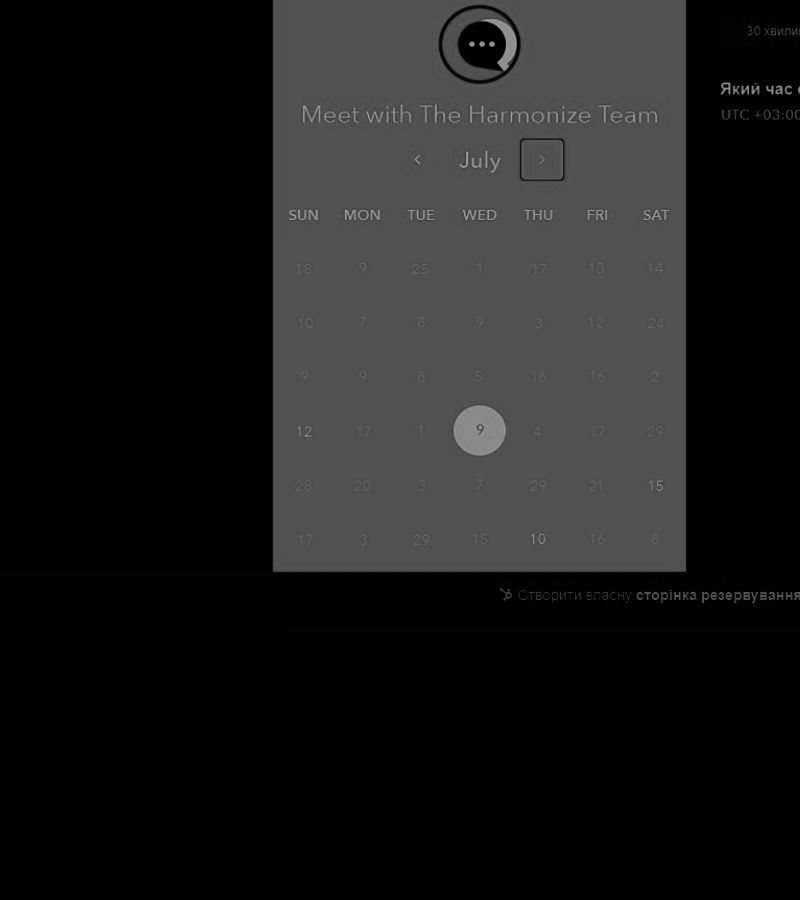 30
Який час
UTC +03:00
Meet with The Harmonize Team
July
SUN MON TUE WED THU FRI SAT
18 9 25 1 17 13 14
10 7 8 9 3 12 24
9 9 8 5 16 16 2
12 17 1 9 4 17 29
28 20 3 7 29 21 15
17 3 29 15 10 16 8
Створити власну сторінка резервування